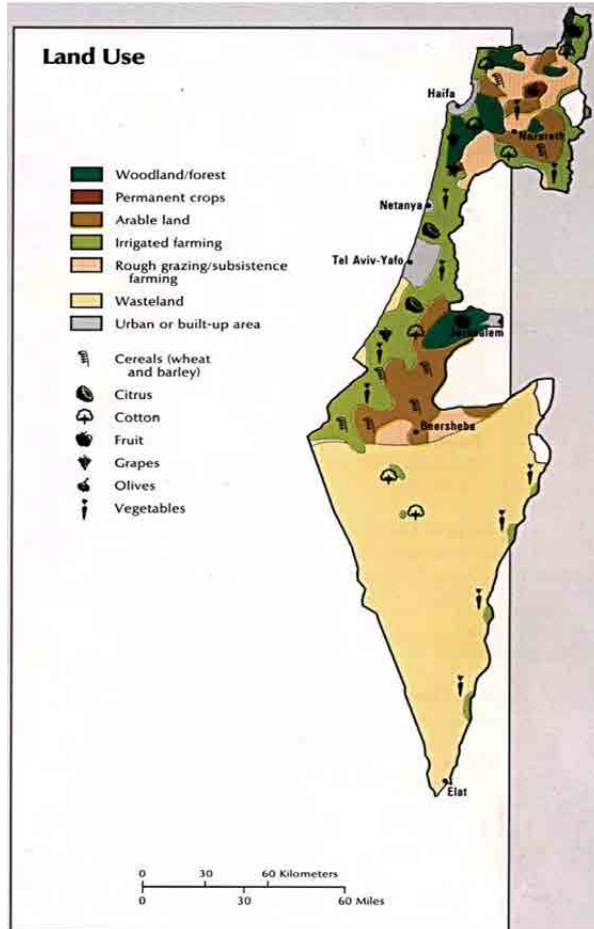 Land Use
Haifa
Nazareth
Woodland/forest
Permanent crops
Arable land
Netanya
Irrigated farming
Rough grazing/subsistence
farming
Tel Aviv-Yafo
Wasteland
Urban or built-up area
Jerusalem
Cereals (wheat
and barley)
Citrus
Cotton
Fruit
Beersheba
Grapes
Olives
Vegetables
Elat
0 30 60 Kilometers
0 30 60 Miles